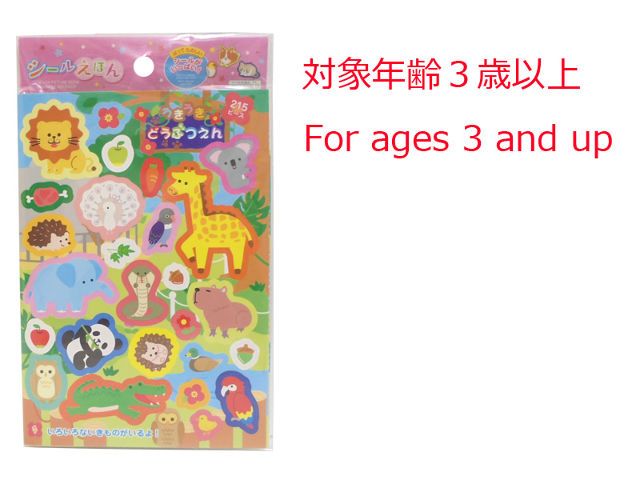 シールえほん
うきうき
どうぶつえん
215
ピース
いろいろないきものがいるよ!
対象年齢３歳以上
For ages 3 and up